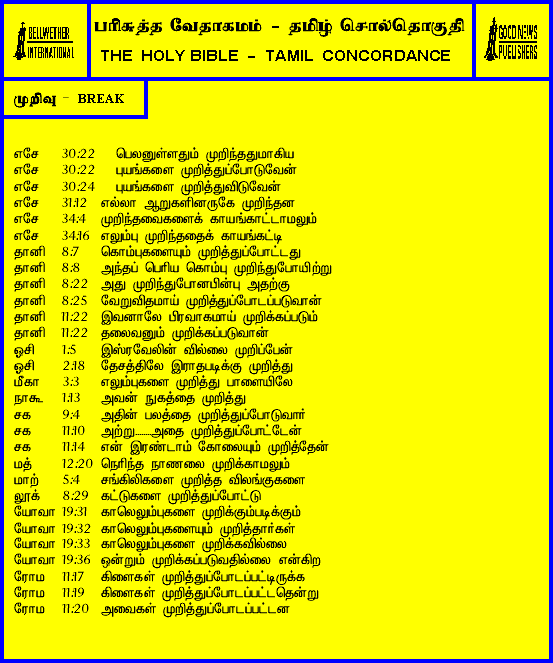 BELLWETHER
INTERNATIONAL
பரிசுத்த வேதாகமம் - தமிழ் சொல்தொகுதி
THE HOLY BIBLE - TAMIL CONCORDANCE
GOOD NEWS
PUBLISHERS
முறிவு - BREAK
எசே 30:22 பெலனுள்ளதும் முறிந்ததுமாகிய
எசே 30:22 புயங்களை முறித்துப்போடுவேன்
எசே 30:24 புயங்களை முறித்துவிடுவேன்
எசே 31:12 எல்லா ஆறுகளினருகே முறிந்தன
எசே 34:4 முறிந்தவைகளைக் காயங்காட்டாமலும்
எசே 34:16 எலும்பு முறிந்ததைக் காயங்கட்டி
தானி 8:7 கொம்புகளையும் முறித்துப்போட்டது
தானி 8:8 அந்தப் பெரிய கொம்பு முறிந்துபோயிற்று
தானி 8:22 அது முறிந்துபோனபின்பு அதற்கு
தானி 8:25 வேறுவிதமாய் முறித்துப்போடப்படுவான்
தானி 11:22 இவனாலே பிரவாகமாய் முறிக்கப்படும்
தானி 11:22 தலைவனும் முறிக்கப்படுவான்
ஓசி 1:5 இஸ்ரவேலின் வில்லை முறிப்பேன்
ஓசி 2:18 தேசத்திலே இராதபடிக்கு முறித்து
மீகா 3:3 எலும்புகளை முறித்து பானையிலே
நாகூ 1:13 அவன் நுகத்தை முறித்து
சக 9:4 அதின் பலத்தை முறித்துப்போடுவார்
சக 11:10 அற்று........அதை முறித்துப்போட்டேன்
சக 11:14 என் இரண்டாம் கோலையும் முறித்தேன்
மத் 12:20 நெரிந்த நாணலை முறிக்காமலும்
மாற் 5:4 சங்கிலிகளை முறித்த விலங்குகளை
லூக் 8:29 கட்டுகளை முறித்துப்போட்டு
யோவா 19:31 காலெலும்புகளை முறிக்கும்படிக்கும்
யோவா 19:32 காலெலும்புகளையும் முறித்தார்கள்
யோவா 19:33 காலெலும்புகளை முறிக்கவில்லை
யோவா 19:36 ஒன்றும் முறிக்கப்படுவதில்லை என்கிற
ரோம 11:17 கிளைகள் முறித்துப்போடப்பட்டிருக்க
ரோம 11:19 கிளைகள் முறித்துப்போடப்பட்டதென்று
ரோம 11:20 அவைகள் முறித்துப்போடப்பட்டன